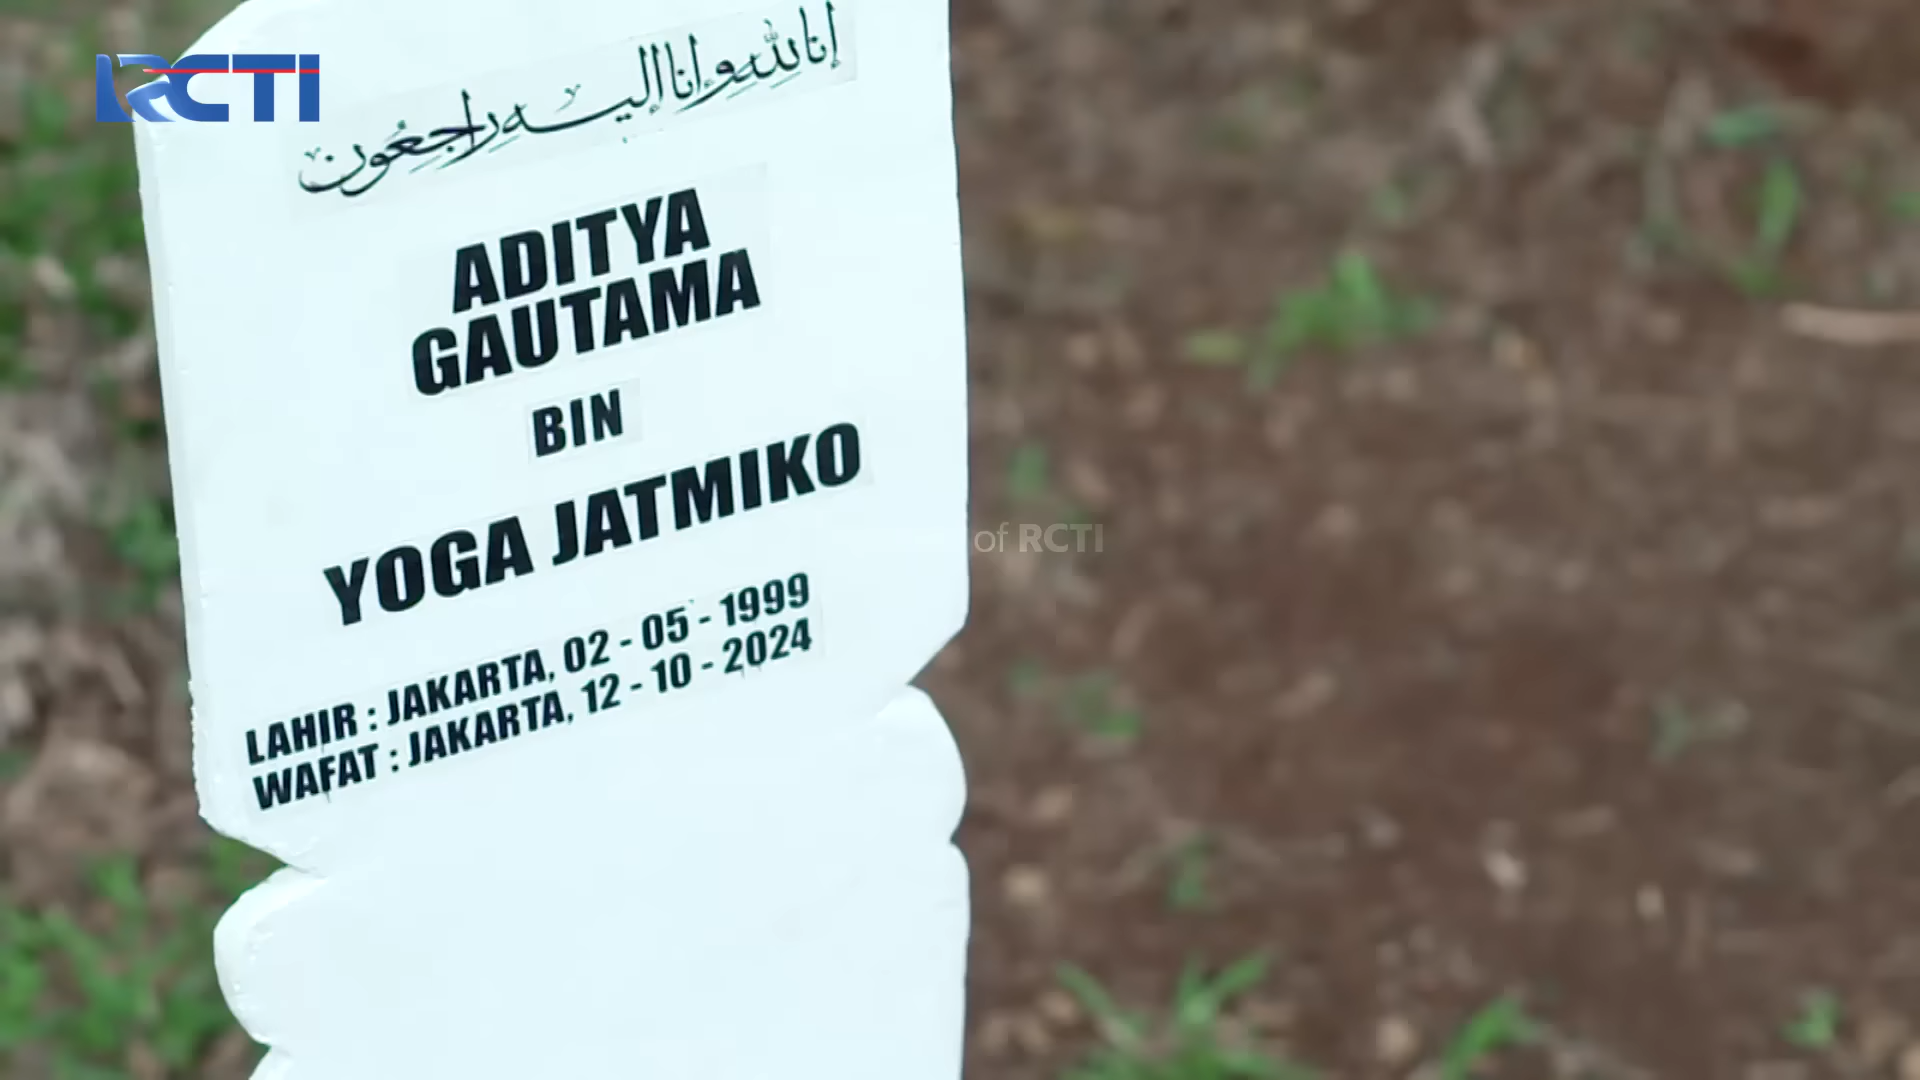 RCTI
إنا لله وإنا إليه راجعون
ADITYA
GAUTAMA
BIN
YOGA JATMIKO
LAHIR : JAKARTA, 02 - 05 - 1999
WAFAT : JAKARTA, 12 - 10 - 2024
of RCTI